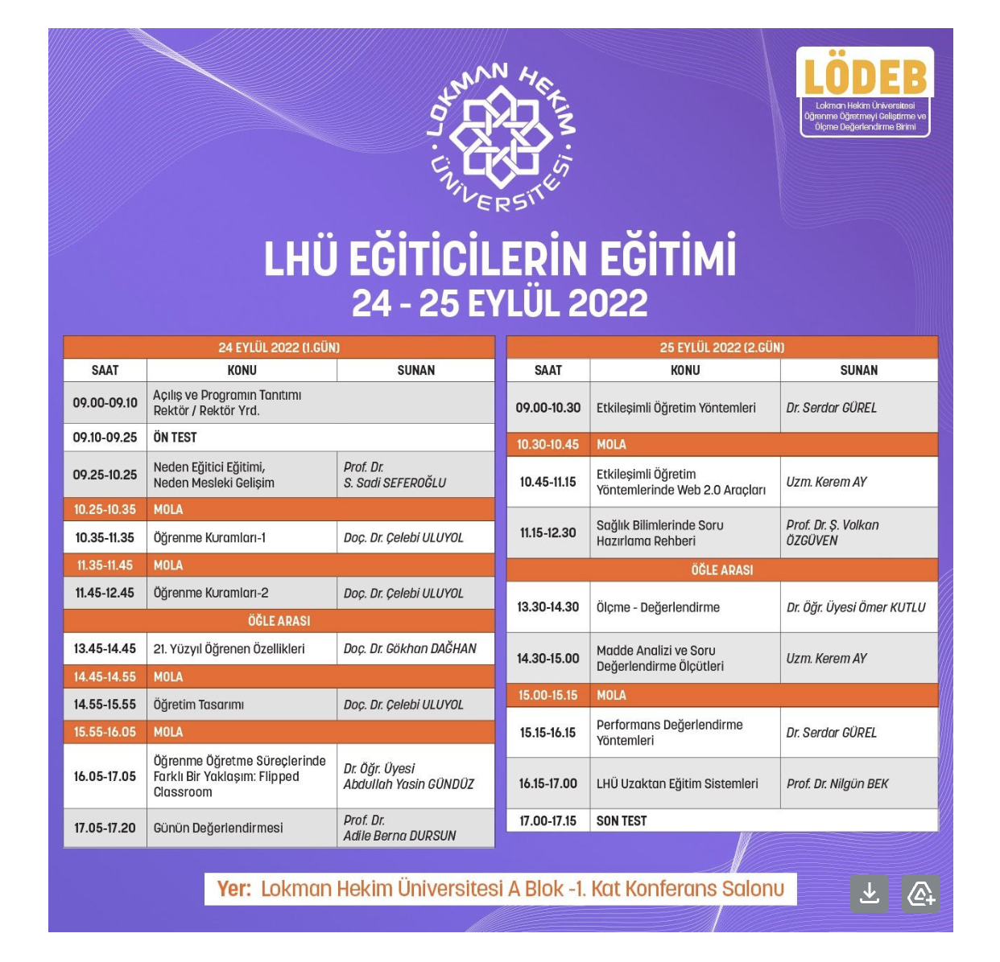 LOKMAN HEKİM ÜNİVERSİTESİ
LÖDEB
Lokman Hekim Üniversitesi
Öğrenme Öğretmeyi Geliştirme ve
Ölçme Değerlendirme Birimi
LHÜ EĞİTİCİLERİN EĞİTİMİ
24 - 25 EYLÜL 2022
24 EYLÜL 2022 (1.GÜN)
SAAT KONU SUNAN
09.00-09.10 Açılış ve Programın Tanıtımı
Rektör / Rektör Yrd.
09.10-09.25 ÖN TEST
09.25-10.25 Neden Eğitici Eğitimi,
Neden Mesleki Gelişim
Prof. Dr.
S. Sadi SEFEROĞLU
10.25-10.35 MOLA
10.35-11.35 Öğrenme Kuramları-1 Doç. Dr. Çelebi ULUYOL
11.35-11.45 MOLA
11.45-12.45 Öğrenme Kuramları-2 Doç. Dr. Çelebi ULUYOL
ÖĞLE ARASI
13.45-14.45 21. Yüzyıl Öğrenen Özellikleri Doç. Dr. Gökhan DAĞHAN
14.45-14.55 MOLA
14.55-15.55 Öğretim Tasarımı Doç. Dr. Çelebi ULUYOL
15.55-16.05 MOLA
16.05-17.05 Öğrenme Öğretme Süreçlerinde
Farklı Bir Yaklaşım: Flipped
Classroom
Dr. Öğr. Üyesi
Abdullah Yasin GÜNDÜZ
17.05-17.20 Günün Değerlendirmesi
Prof. Dr.
Adile Berna DURSUN
25 EYLÜL 2022 (2.GÜN)
SAAT KONU SUNAN
09.00-10.30 Etkileşimli Öğretim Yöntemleri Dr. Serdar GÜREL
10.30-10.45 MOLA
10.45-11.15 Etkileşimli Öğretim
Yöntemlerinde Web 2.0 Araçları
Uzm. Kerem AY
11.15-12.30 Sağlık Bilimlerinde Soru
Hazırlama Rehberi
Prof. Dr. Ş. Volkan
ÖZGÜVEN
ÖĞLE ARASI
13.30-14.30 Ölçme - Değerlendirme Dr. Öğr. Üyesi Ömer KUTLU
14.30-15.00 Madde Analizi ve Soru
Değerlendirme Ölçütleri
Uzm. Kerem AY
15.00-15.15 MOLA
15.15-16.15 Performans Değerlendirme
Yöntemleri
Dr. Serdar GÜREL
16.15-17.00 LHÜ Uzaktan Eğitim Sistemleri Prof. Dr. Nilgün BEK
17.00-17.15 SON TEST
Yer: Lokman Hekim Üniversitesi A Blok -1. Kat Konferans Salonu